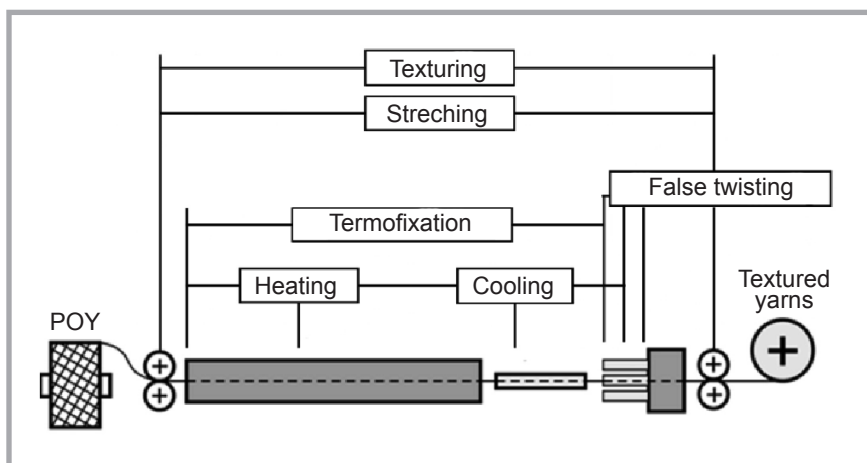 Texturing
Streching
False twisting
Termofixation
Heating
Cooling
Textured
yarns
POY